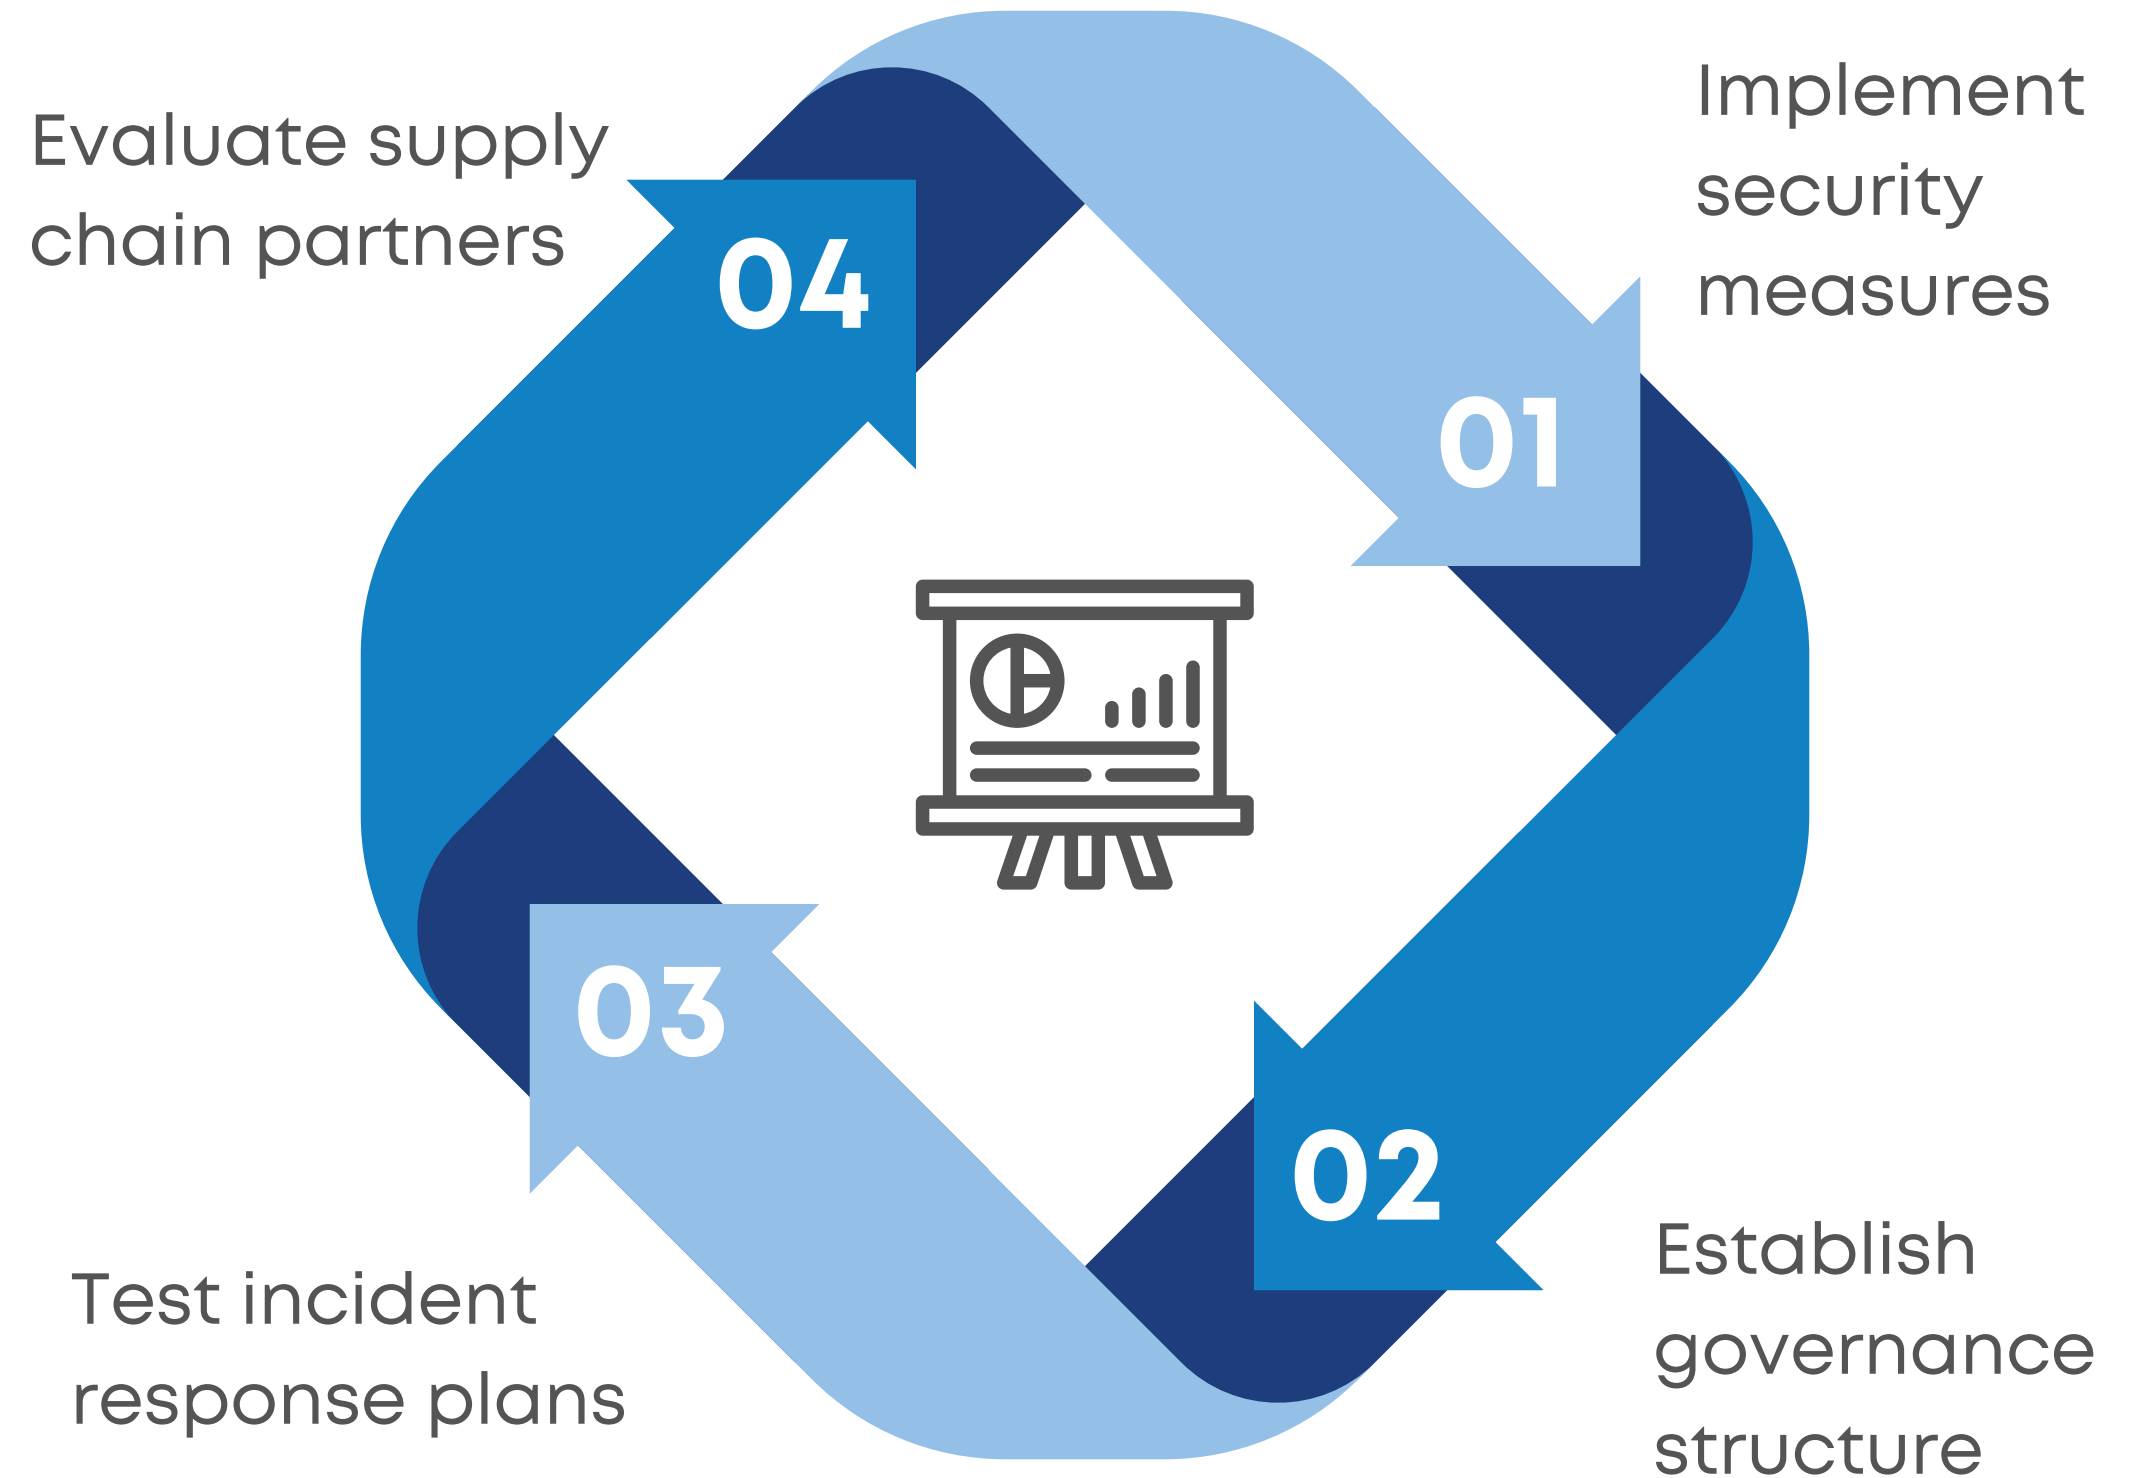 Implement
security
measures
01
Establish
governance
structure
02
Test incident
response plans
03
Evaluate supply
chain partners
04